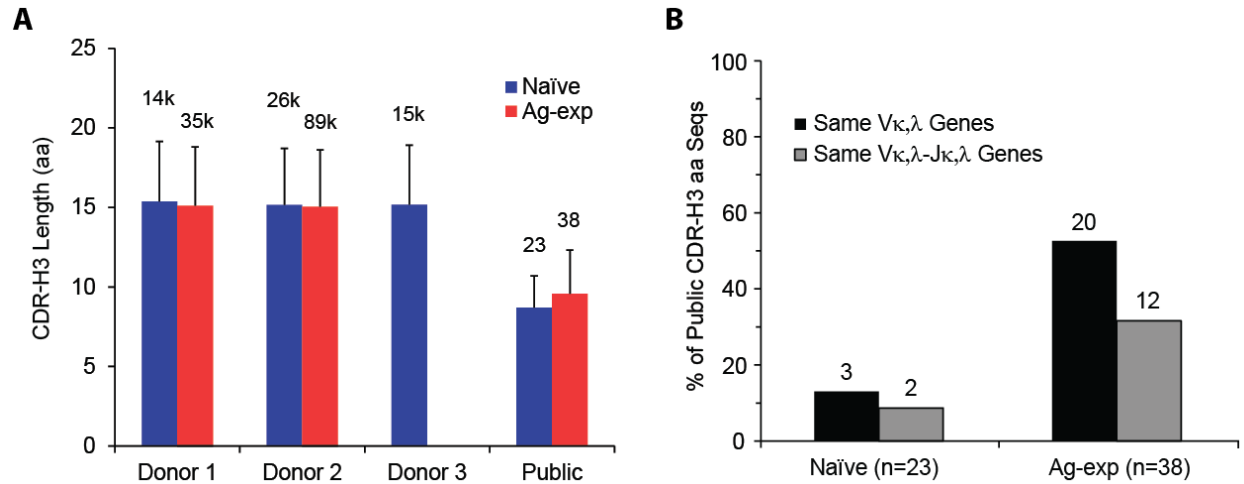 A
CDR-H3 Length (aa)
25
20
15
10
5
0
14k
35k
26k
89k
15k
23
38
Naïve
Ag-exp
Donor 1
Donor 2
Donor 3
Public
B
% of Public CDR-H3 aa Seqs
100
80
60
40
20
0
Same Vκ,λ Genes
Same Vκ,λ-Jκ,λ Genes
3
2
20
12
Naïve (n=23)
Ag-exp (n=38)